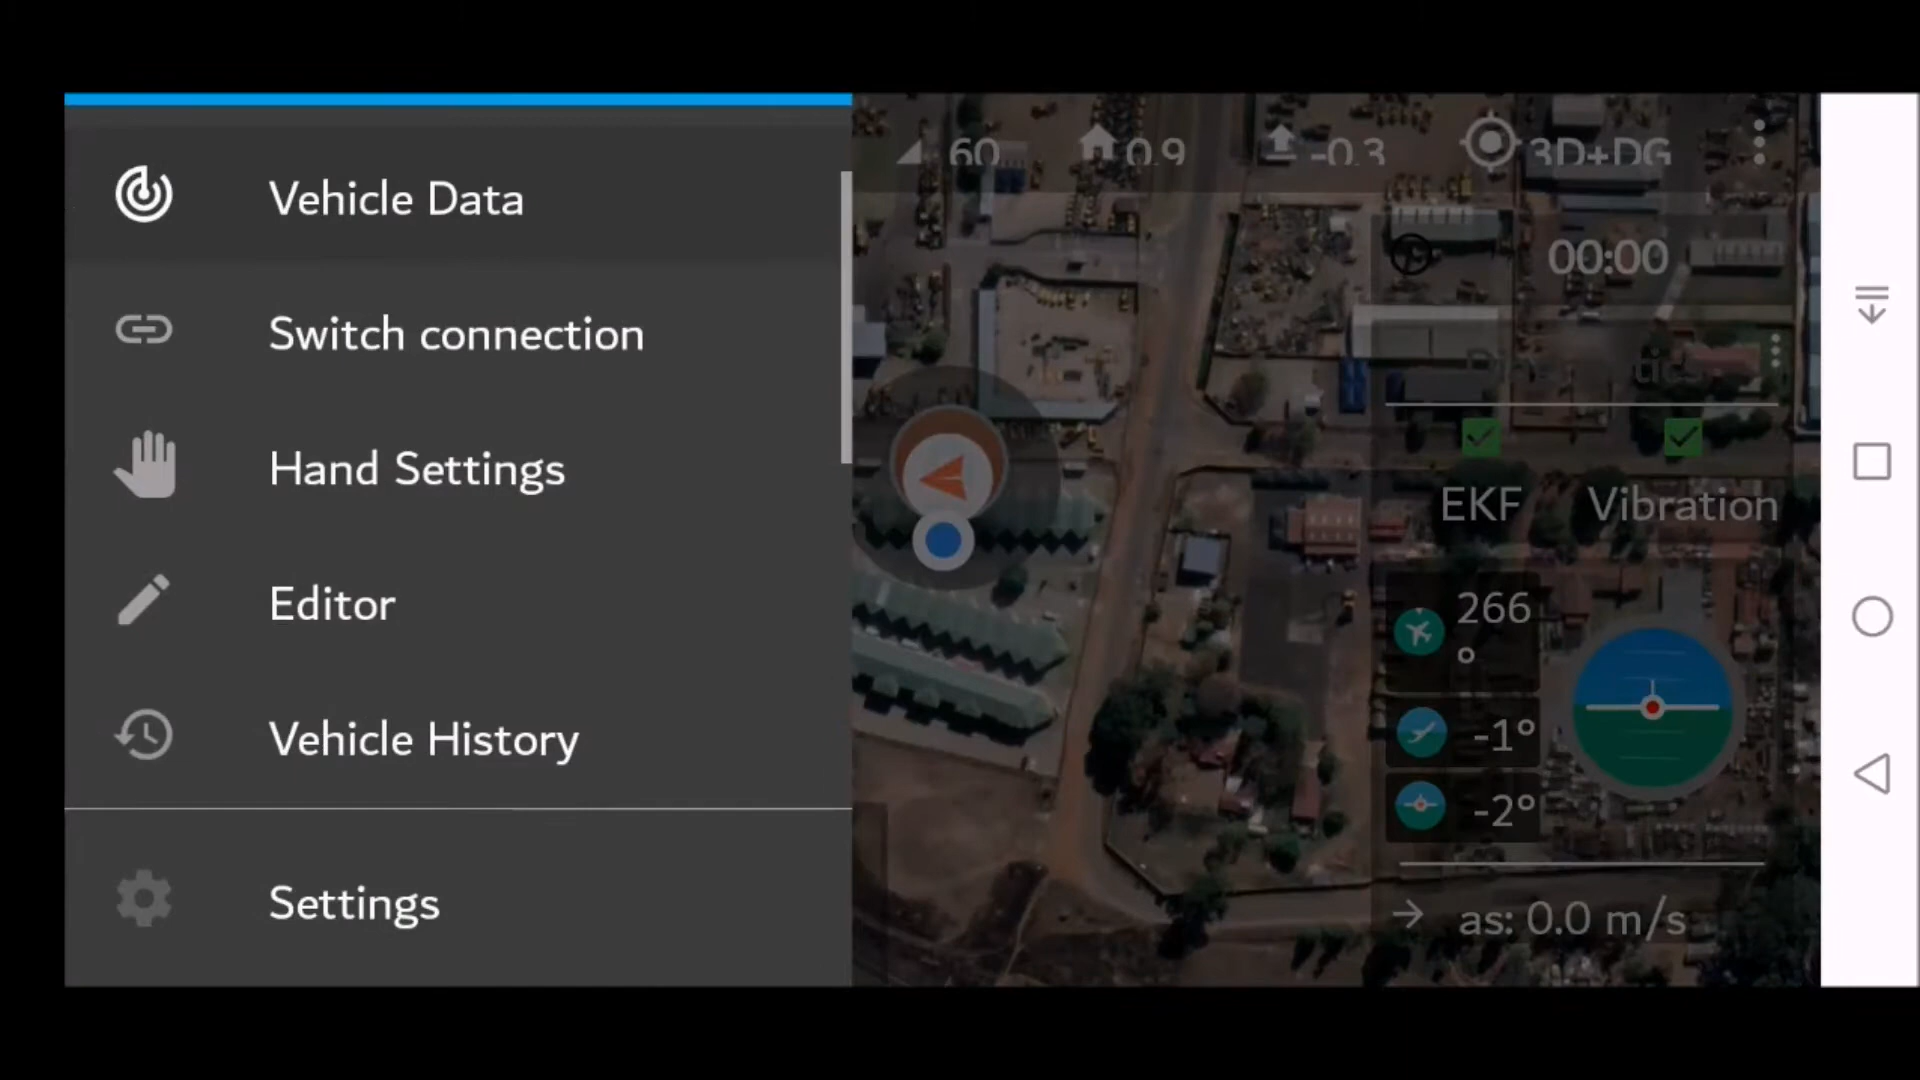 Vehicle Data
Switch connection
Hand Settings
Editor
Vehicle History
Settings
60 0.9 -0.3 3D+DG
00:00
EKF Vibration
266
°
-1°
-2°
as: 0.0 m/s